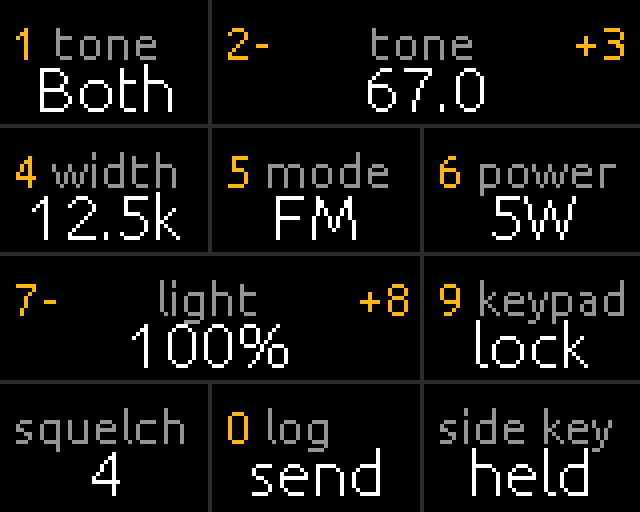 1 tone 2- tone +3
Both 67.0
4 width 5 mode 6 power
12.5k FM 5W
7- light +8 9 keypad
100% lock
squelch 0 log side key
4 send held